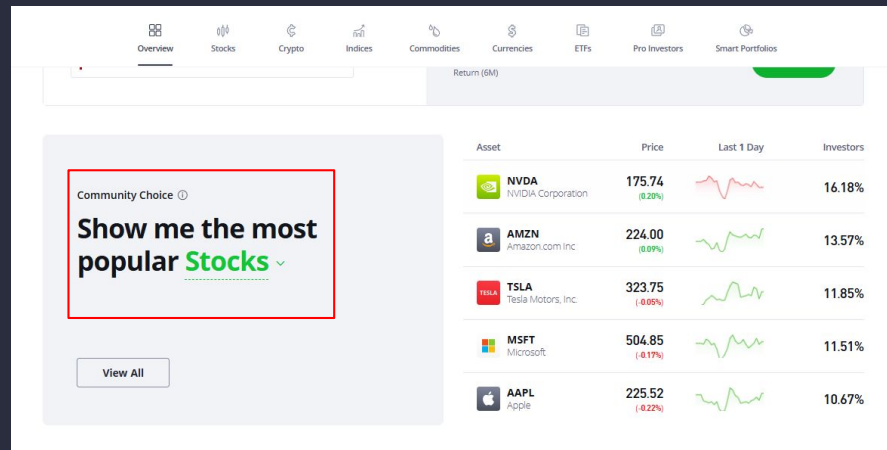 Overview Stocks Crypto Indices Commodities Currencies ETFs Pro Investors Smart Portfolios
Return (6M)
Community Choice
Show me the most
popular Stocks
View All
Asset Price Last 1 Day Investors
NVDA 175.74 16.18%
NVIDIA Corporation (0.20%)
AMZN 224.00 13.57%
Amazon.com Inc (0.09%)
TESLA TSLA 323.75 11.85%
Tesla Motors, Inc. (-0.05%)
MSFT 504.85 11.51%
Microsoft (-0.17%)
AAPL 225.52 10.67%
Apple (-0.22%)